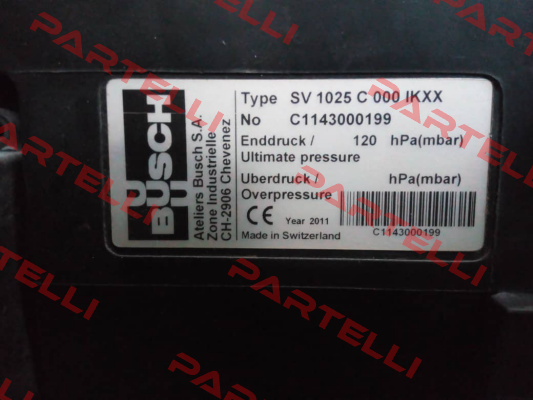 BUSCH
Ateliers Busch S.A.
Zone Industrielle
CH-2906 Chevenez
Type SV 1025 C 000 IKXX
No C1143000199
Enddruck / 120 hPa(mbar)
Ultimate pressure
Uberdruck / hPa(mbar)
Overpressure
CE Year 2011
Made in Switzerland
C1143000199
PARTELLI
PARTELLI
PARTELLI
PARTELLI
PARTELLI
PARTELLI